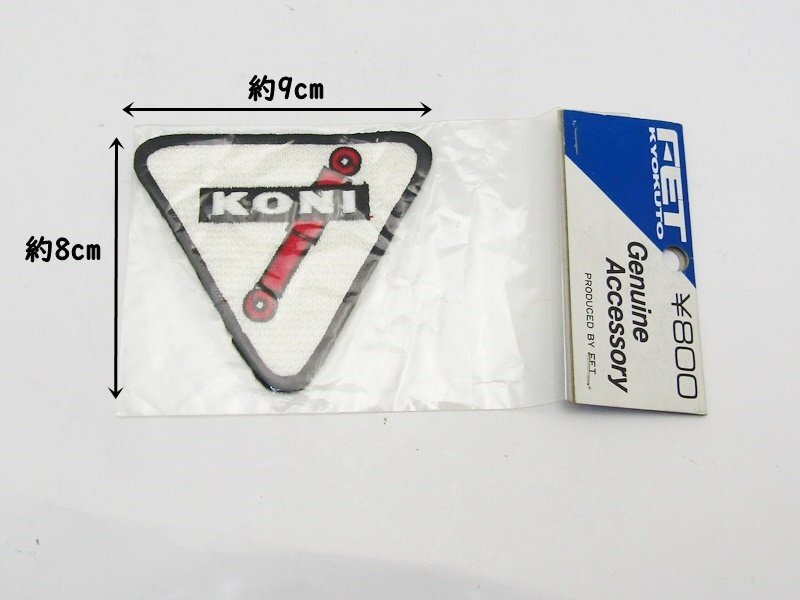 約9cm
約8cm
KONI
FET
KYOKUTO
Genuine
Accessory
PRODUCED BY FET
¥800